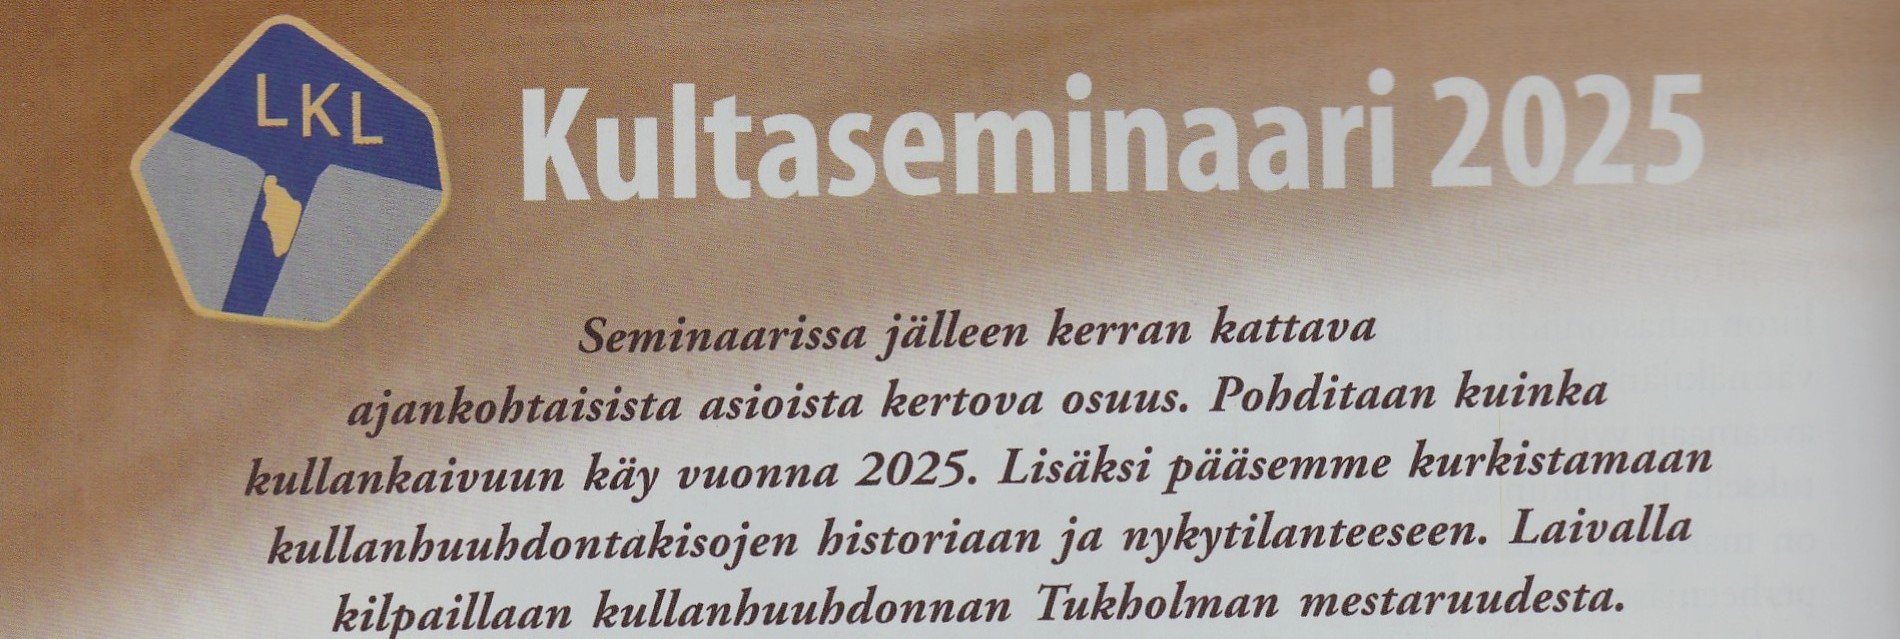 LKL
Kultaseminaari 2025
Seminaarissa jälleen kerran kattava
ajankohtaisista asioista kertova osuus. Pohditaan kuinka
kullankaivuun käy vuonna 2025. Lisäksi pääsemme kurkistamaan
kullanhuuhdontakisojen historiaan ja nykytilanteeseen. Laivalla
kilpaillaan kullanhuuhdonnan Tukholman mestaruudesta.